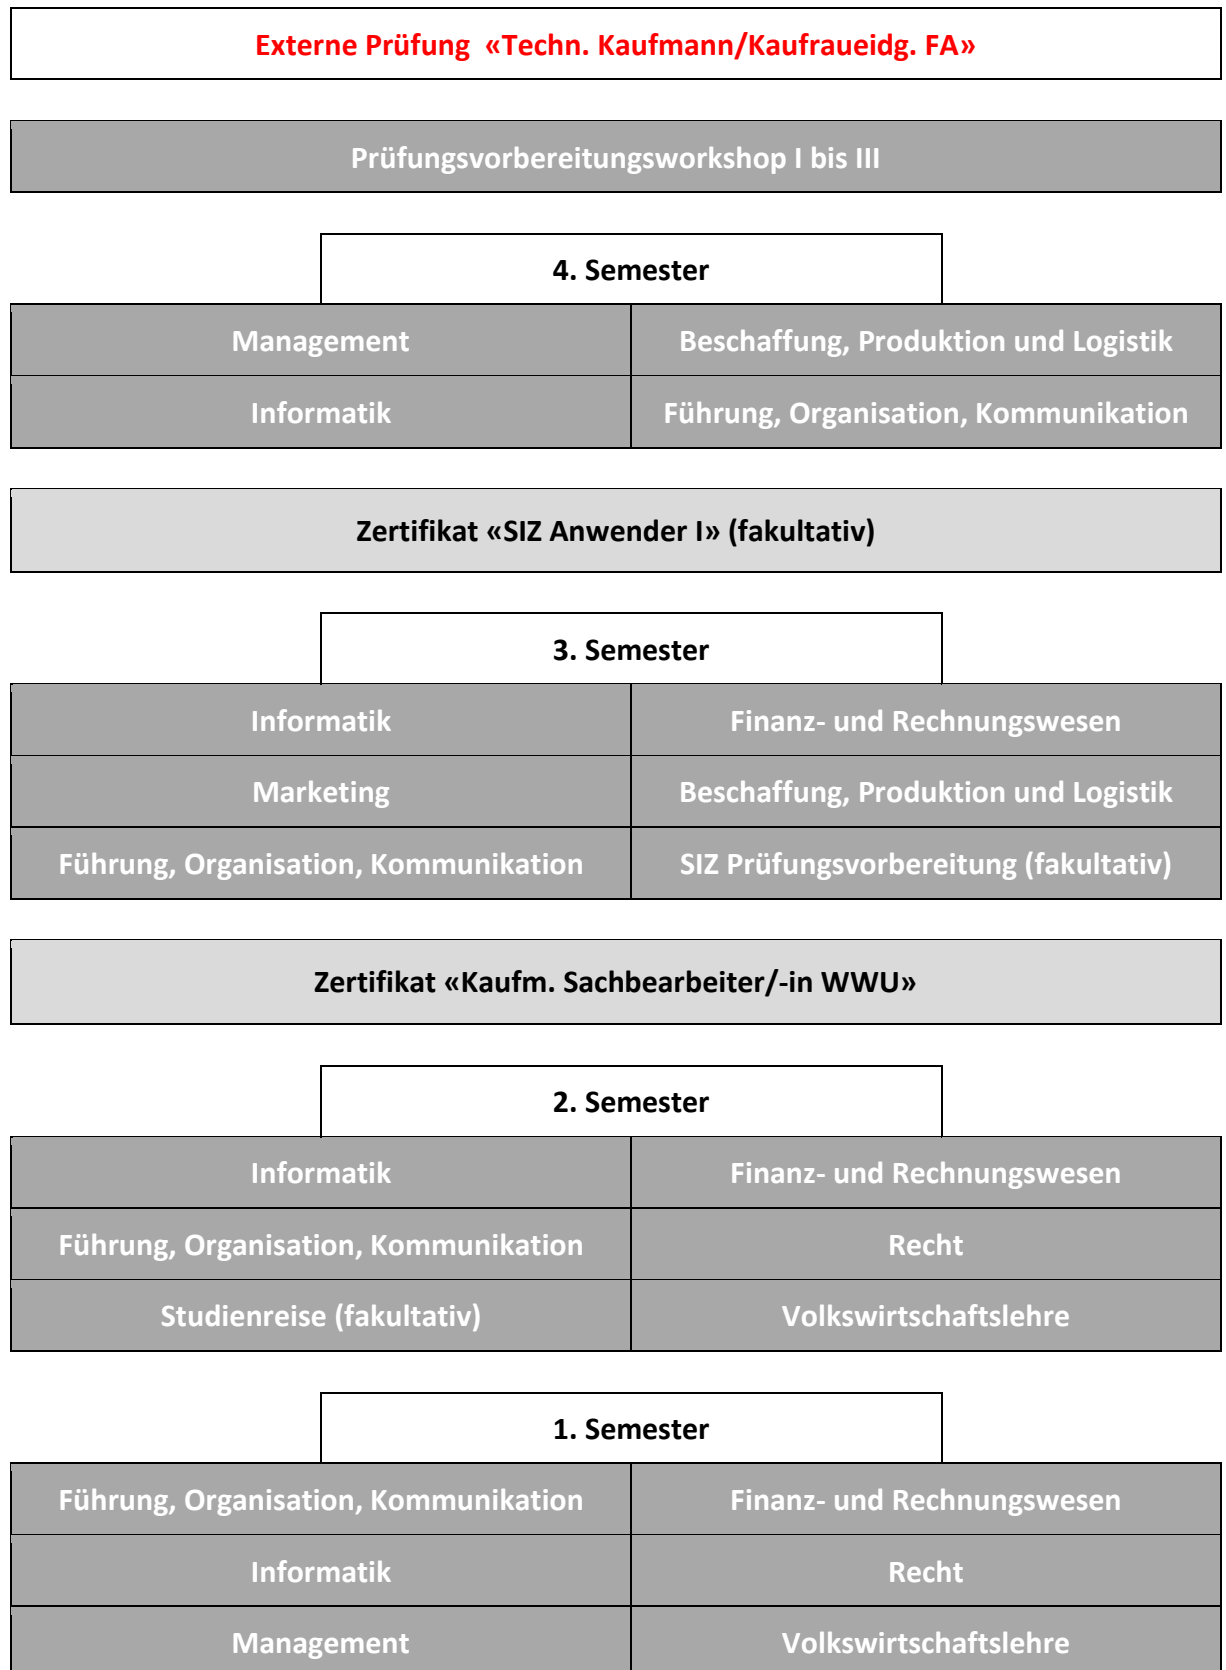 Externe Prüfung «Techn. Kaufmann/Kaufraueidg. FA»
Prüfungsvorbereitungsworkshop I bis III
4. Semester
Management
Beschaffung, Produktion und Logistik
Informatik
Führung, Organisation, Kommunikation
Zertifikat «SIZ Anwender I» (fakultativ)
3. Semester
Informatik
Finanz- und Rechnungswesen
Marketing
Beschaffung, Produktion und Logistik
Führung, Organisation, Kommunikation
SIZ Prüfungsvorbereitung (fakultativ)
Zertifikat «Kaufm. Sachbearbeiter/-in WWU»
2. Semester
Informatik
Finanz- und Rechnungswesen
Führung, Organisation, Kommunikation
Recht
Studienreise (fakultativ)
Volkswirtschaftslehre
1. Semester
Führung, Organisation, Kommunikation
Finanz- und Rechnungswesen
Informatik
Recht
Management
Volkswirtschaftslehre